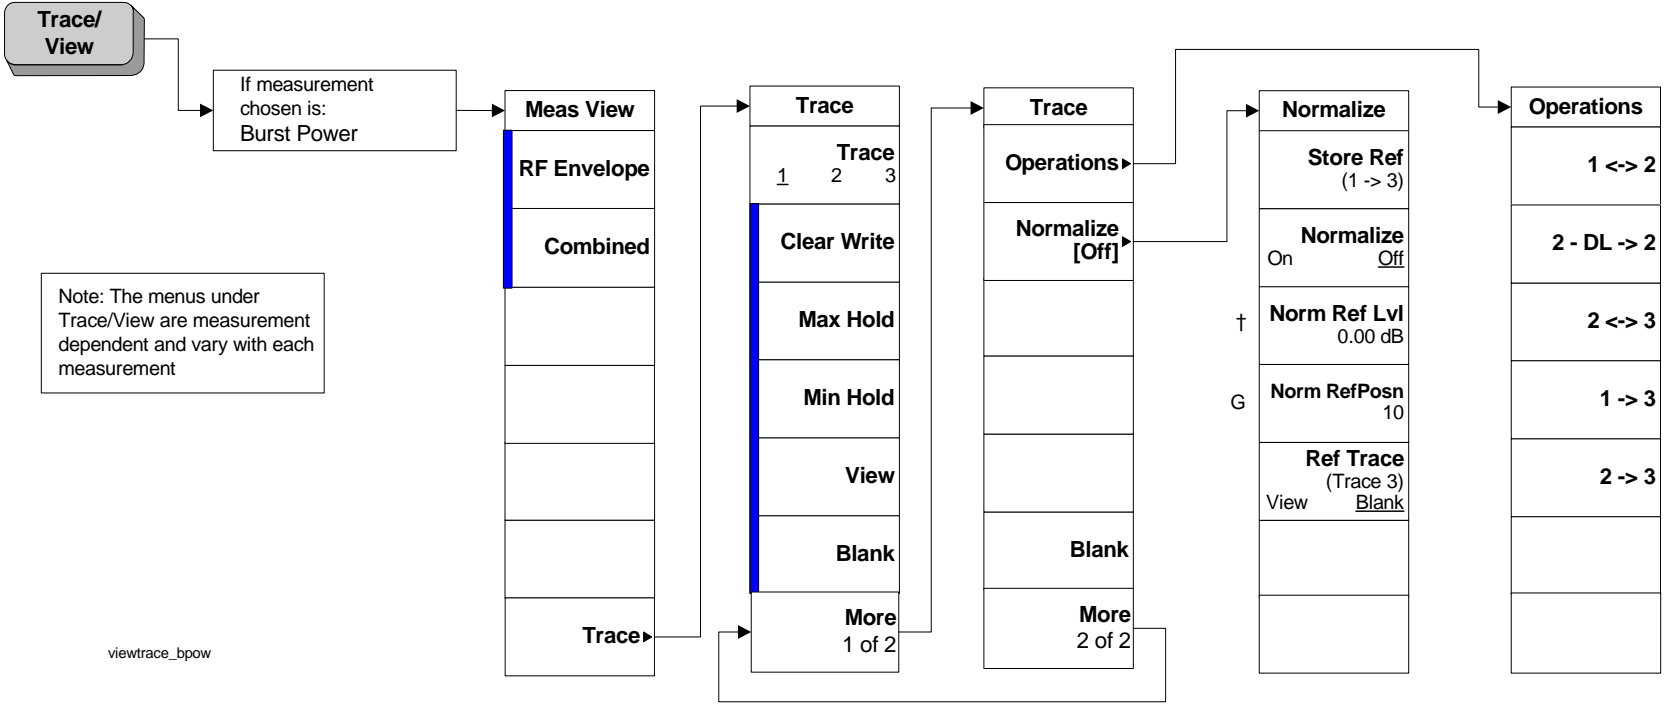 Trace/
View
If measurement
chosen is:
Burst Power
Note: The menus under
Trace/View are measurement
dependent and vary with each
measurement
viewtrace_bpow
Meas View
RF Envelope
Combined
Trace
Trace
Trace
1 2 3
Clear Write
Max Hold
Min Hold
View
Blank
More
1 of 2
Trace
Operations
Normalize
[Off]
Blank
More
2 of 2
Normalize
Store Ref
(1 -> 3)
Normalize
On Off
† Norm Ref Lvl
0.00 dB
G Norm RefPosn
10
Ref Trace
(Trace 3)
View Blank
Operations
1 <-> 2
2 - DL -> 2
2 <-> 3
1 -> 3
2 -> 3